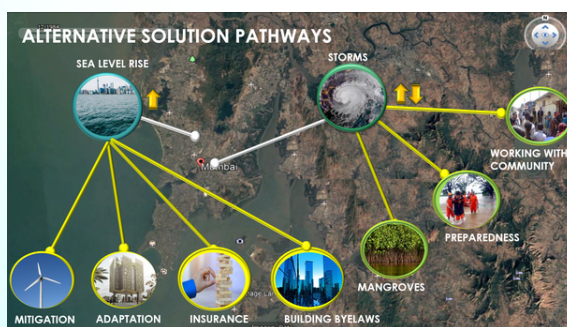 ALTERNATIVE SOLUTION PATHWAYS
SEA LEVEL RISE
STORMS
Mumbai
WORKING WITH
COMMUNITY
PREPAREDNESS
MANGROVES
MITIGATION
ADAPTATION
INSURANCE
BUILDING BYELAWS